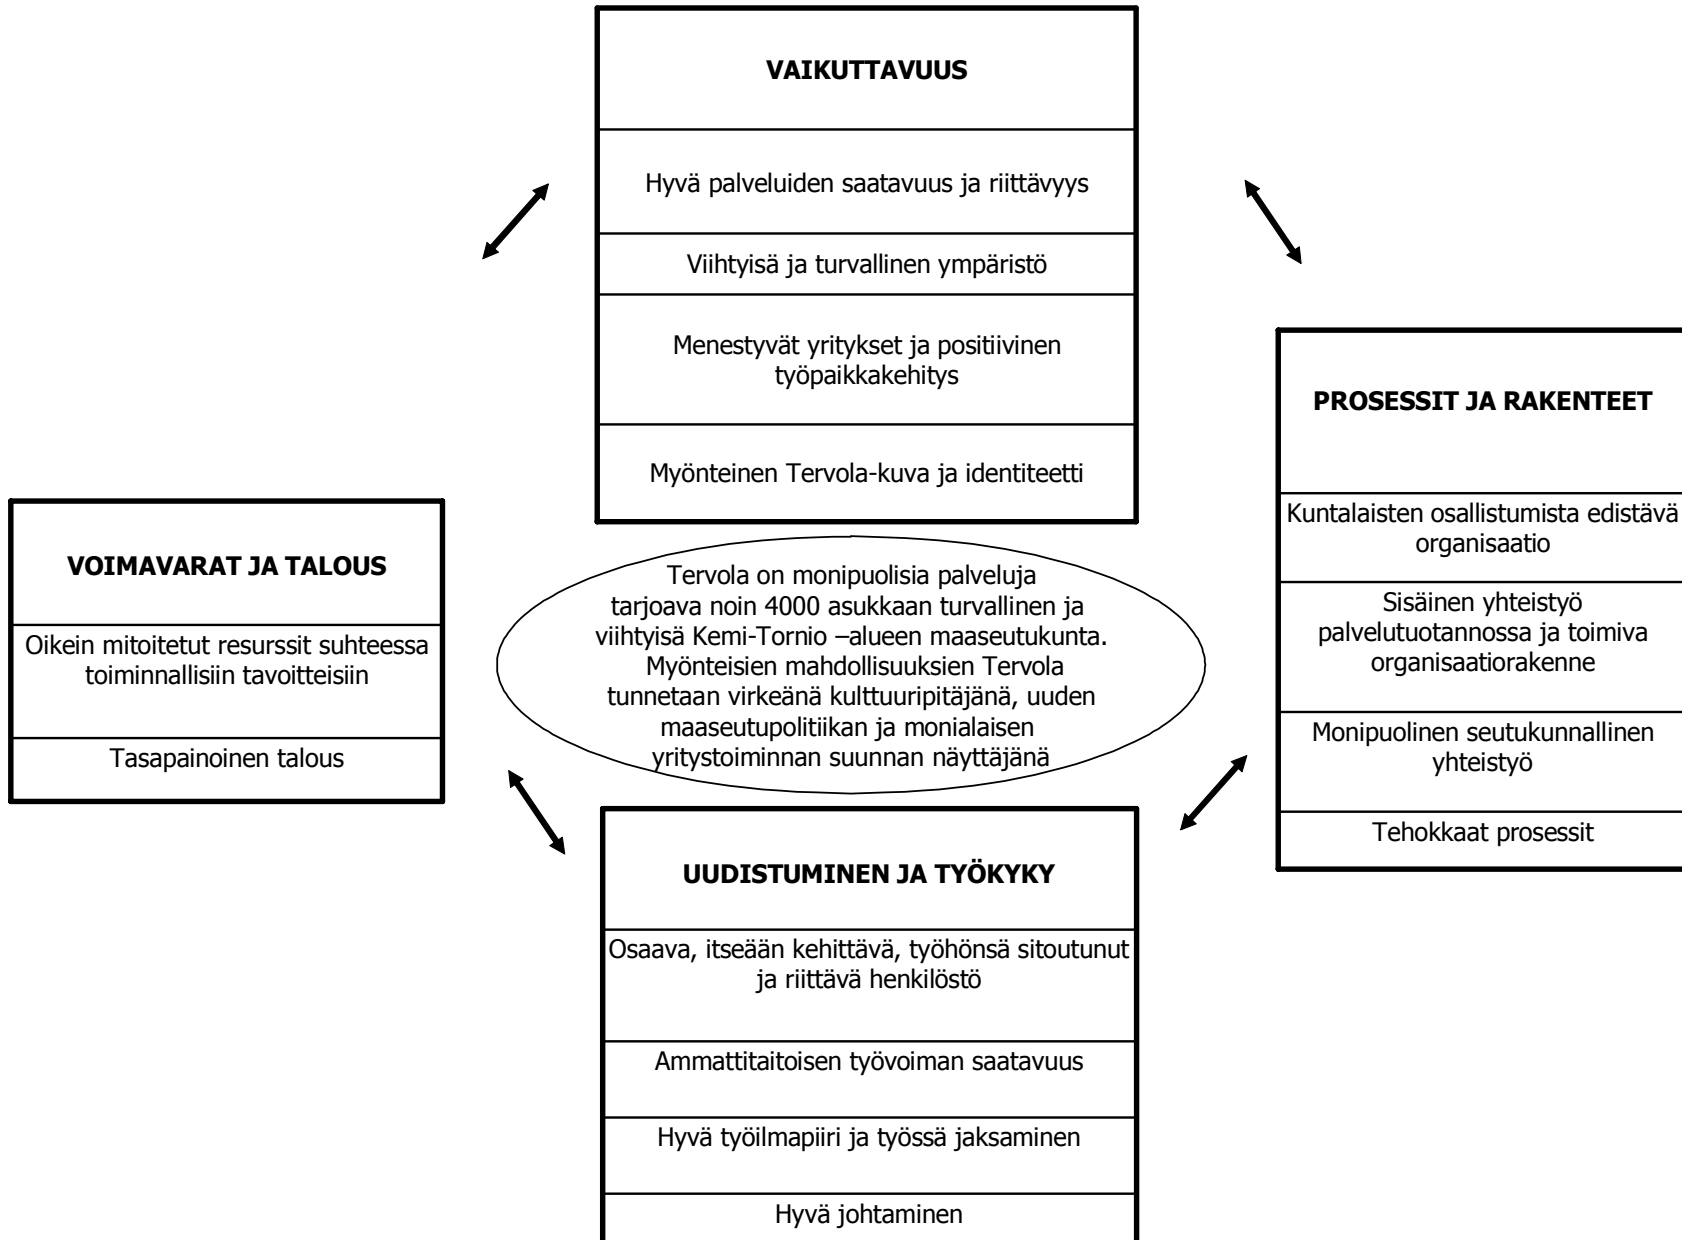 VAIKUTTAVUUS
Hyvä palveluiden saatavuus ja riittävyys
Viihtyisä ja turvallinen ympäristö
Menestyvät yritykset ja positiivinen
työpaikkakehitys
Myönteinen Tervola-kuva ja identiteetti
VOIMAVARAT JA TALOUS
Oikein mitoitetut resurssit suhteessa
toiminnallisiin tavoitteisiin
Tasapainoinen talous
Tervola on monipuolisia palveluja
tarjoava noin 4000 asukkaan turvallinen ja
viihtyisä Kemi-Tornio –alueen maaseutukunta.
Myönteisien mahdollisuuksien Tervola
tunnetaan virkeänä kulttuuripitäjänä, uuden
maaseutupolitiikan ja monialaisen
yritystoiminnan suunnan näyttäjänä
PROSESSIT JA RAKENTEET
Kuntalaisten osallistumista edistävä
organisaatio
Sisäinen yhteistyö
palvelutuotannossa ja toimiva
organisaatiorakenne
Monipuolinen seutukunnallinen
yhteistyö
Tehokkaat prosessit
UUDISTUMINEN JA TYÖKYKY
Osaava, itseään kehittävä, työhönsä sitoutunut
ja riittävä henkilöstö
Ammattitaitoisen työvoiman saatavuus
Hyvä työilmapiiri ja työssä jaksaminen
Hyvä johtaminen